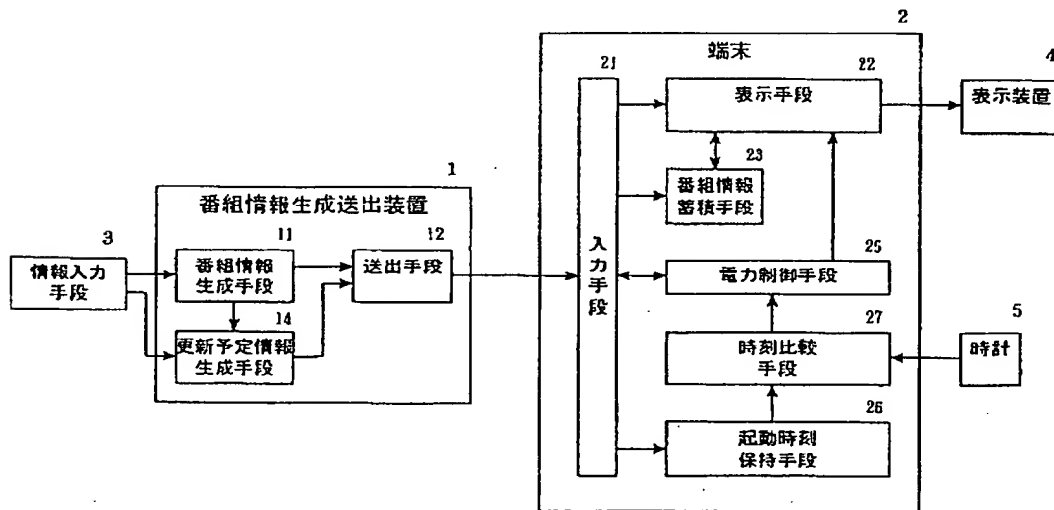 2
端末
4
21
22
表示手段
表示装置
23
番組情報
蓄積手段
1
番組情報生成送出装置
3
11
12
情報入力
手段
番組情報
生成手段
送出手段
入力手段
25
電力制御手段
14
更新予定情報
生成手段
27
5
時刻比較
手段
時計
26
起動時刻
保持手段